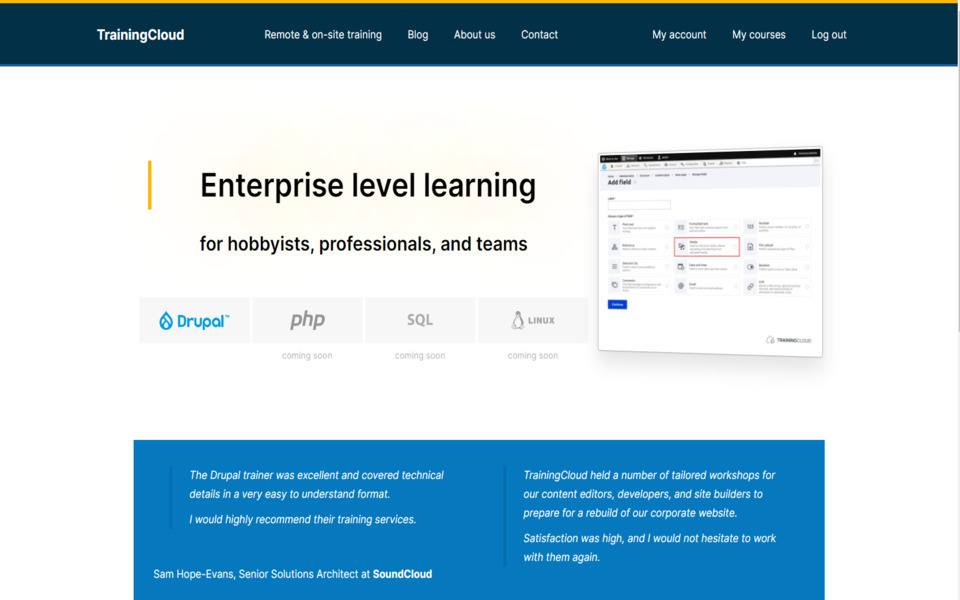 TrainingCloud
Remote & on-site training
Blog
About us
Contact
My account
My courses
Log out
Enterprise level learning
for hobbyists, professionals, and teams
Drupal™
php
SQL
LINUX
coming soon
coming soon
coming soon
Add field
Continue
TRAININGCLOUD
The Drupal trainer was excellent and covered technical
details in a very easy to understand format.
I would highly recommend their training services.
Sam Hope-Evans, Senior Solutions Architect at SoundCloud
TrainingCloud held a number of tailored workshops for
our content editors, developers, and site builders to
prepare for a rebuild of our corporate website.
Satisfaction was high, and I would not hesitate to work
with them again.